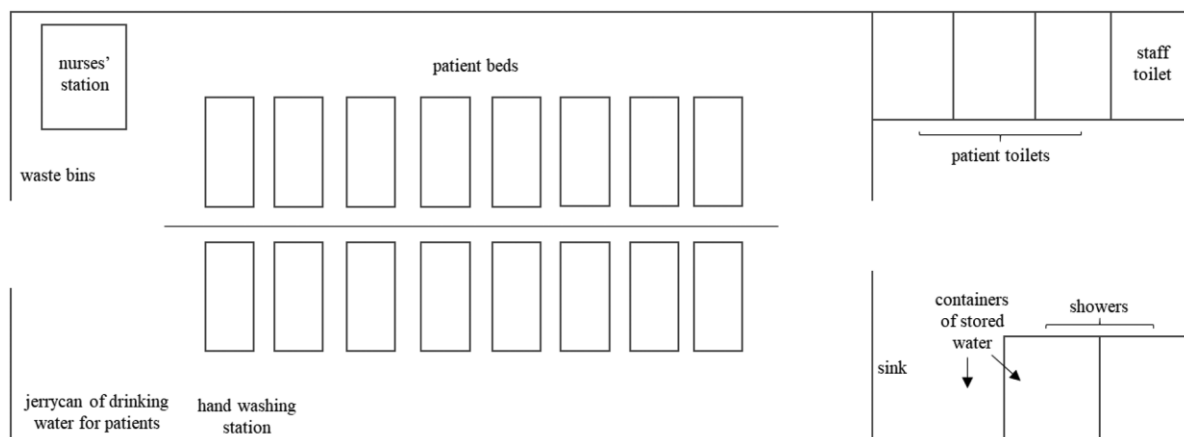 nurses'
station
patient beds
staff
toilet
patient toilets
waste bins
containers
of stored
water
showers
sink
jerrycan of drinking
water for patients
hand washing
station